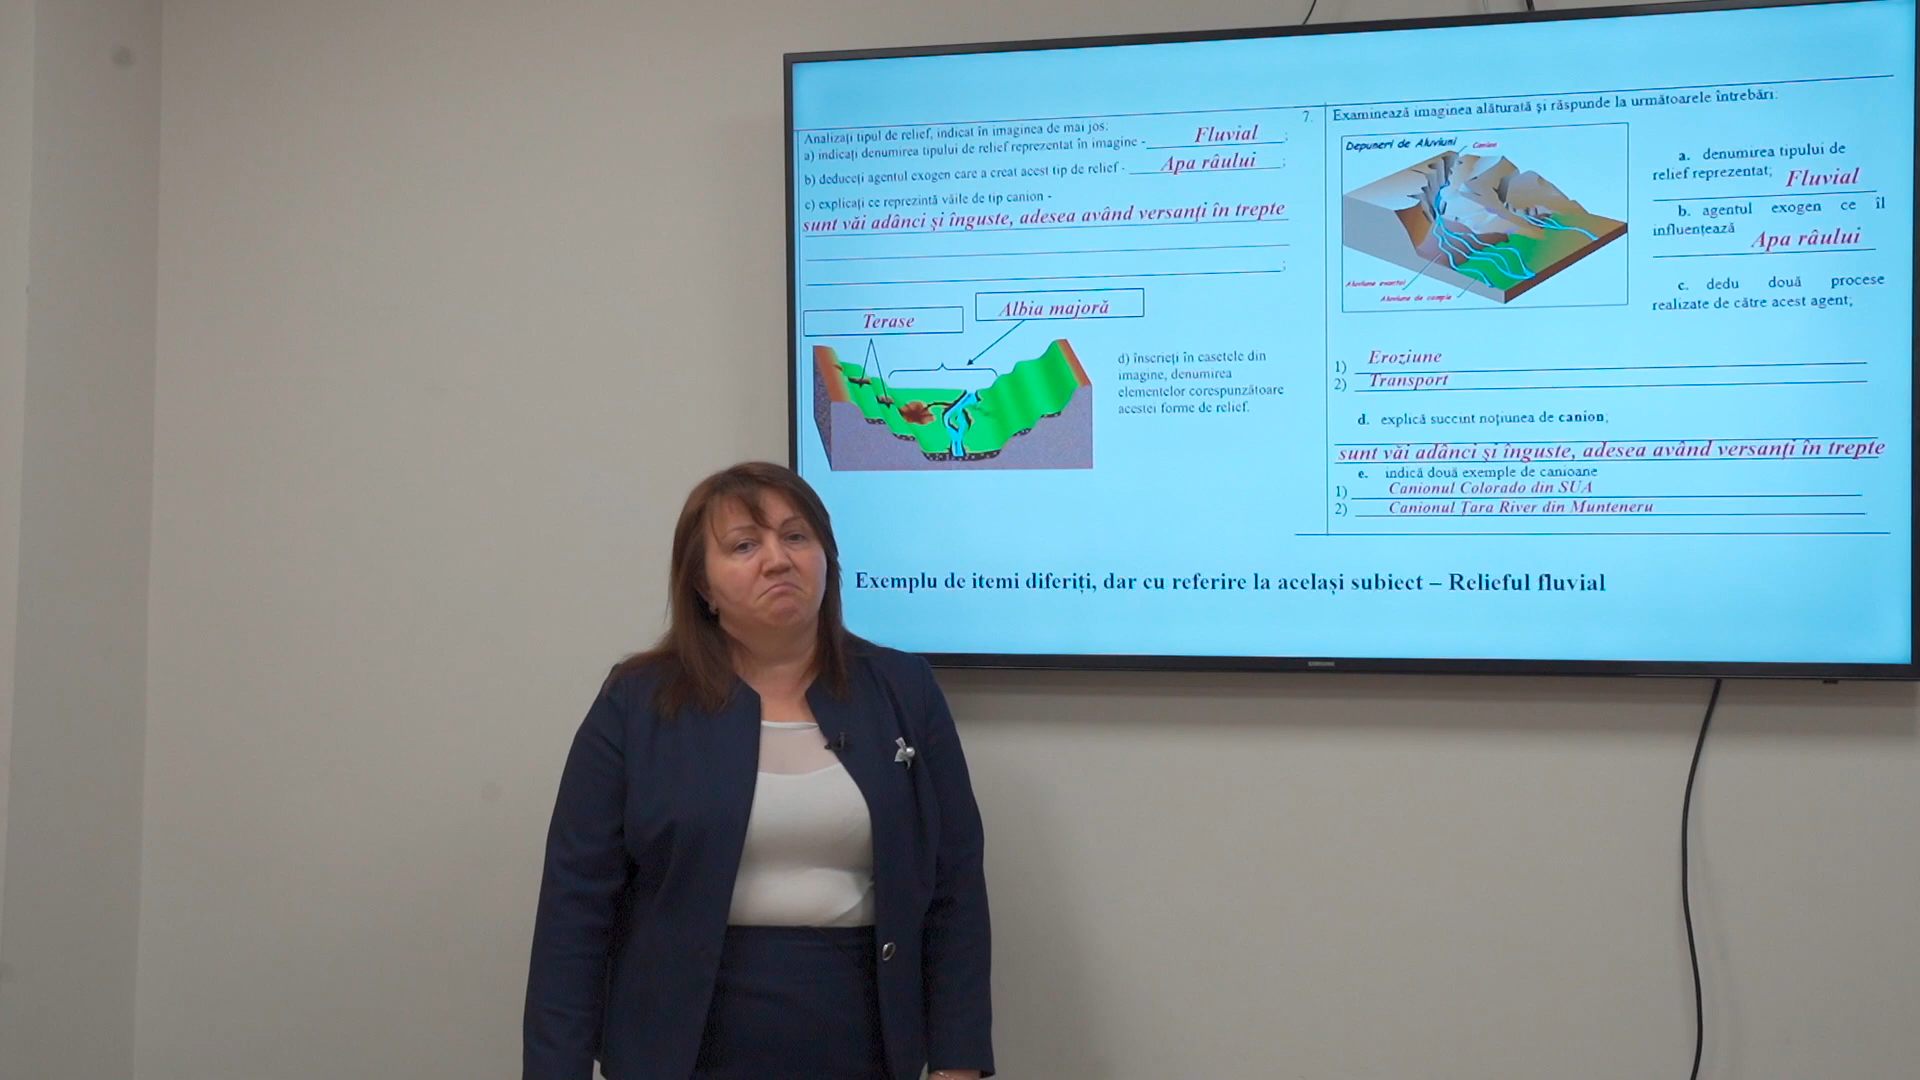 Analizați tipul de relief, indicat în imaginea de mai jos:
a) indicați denumirea tipului de relief reprezentat în imagine - Fluvial ;
b) deduceți agentul exogen care a creat acest tip de relief - Apa râului ;
c) explicați ce reprezintă văile de tip canion -
sunt văi adânci și înguste, adesea având versanți în trepte
;
Terase
Albia majoră
d) înscrieți în casetele din
imagine, denumirea
elementelor corespunzătoare
acestei forme de relief.
7. Examinează imaginea alăturată și răspunde la următoarele întrebări:
Depuneri de Aluviuni
Canion
Aluviune de campie
a. denumirea tipului de
relief reprezentat; Fluvial
b. agentul exogen ce îl
influențează Apa râului
c. dedu două procese
realizate de către acest agent;
1) Eroziune
2) Transport
d. explică succint noțiunea de canion;
sunt văi adânci și înguste, adesea având versanți în trepte
e. indică două exemple de canioane
1) Canionul Colorado din SUA
2) Canionul Țara River din Munteneru
Exemplu de itemi diferiți, dar cu referire la același subiect – Relieful fluvial
SAMSUNG